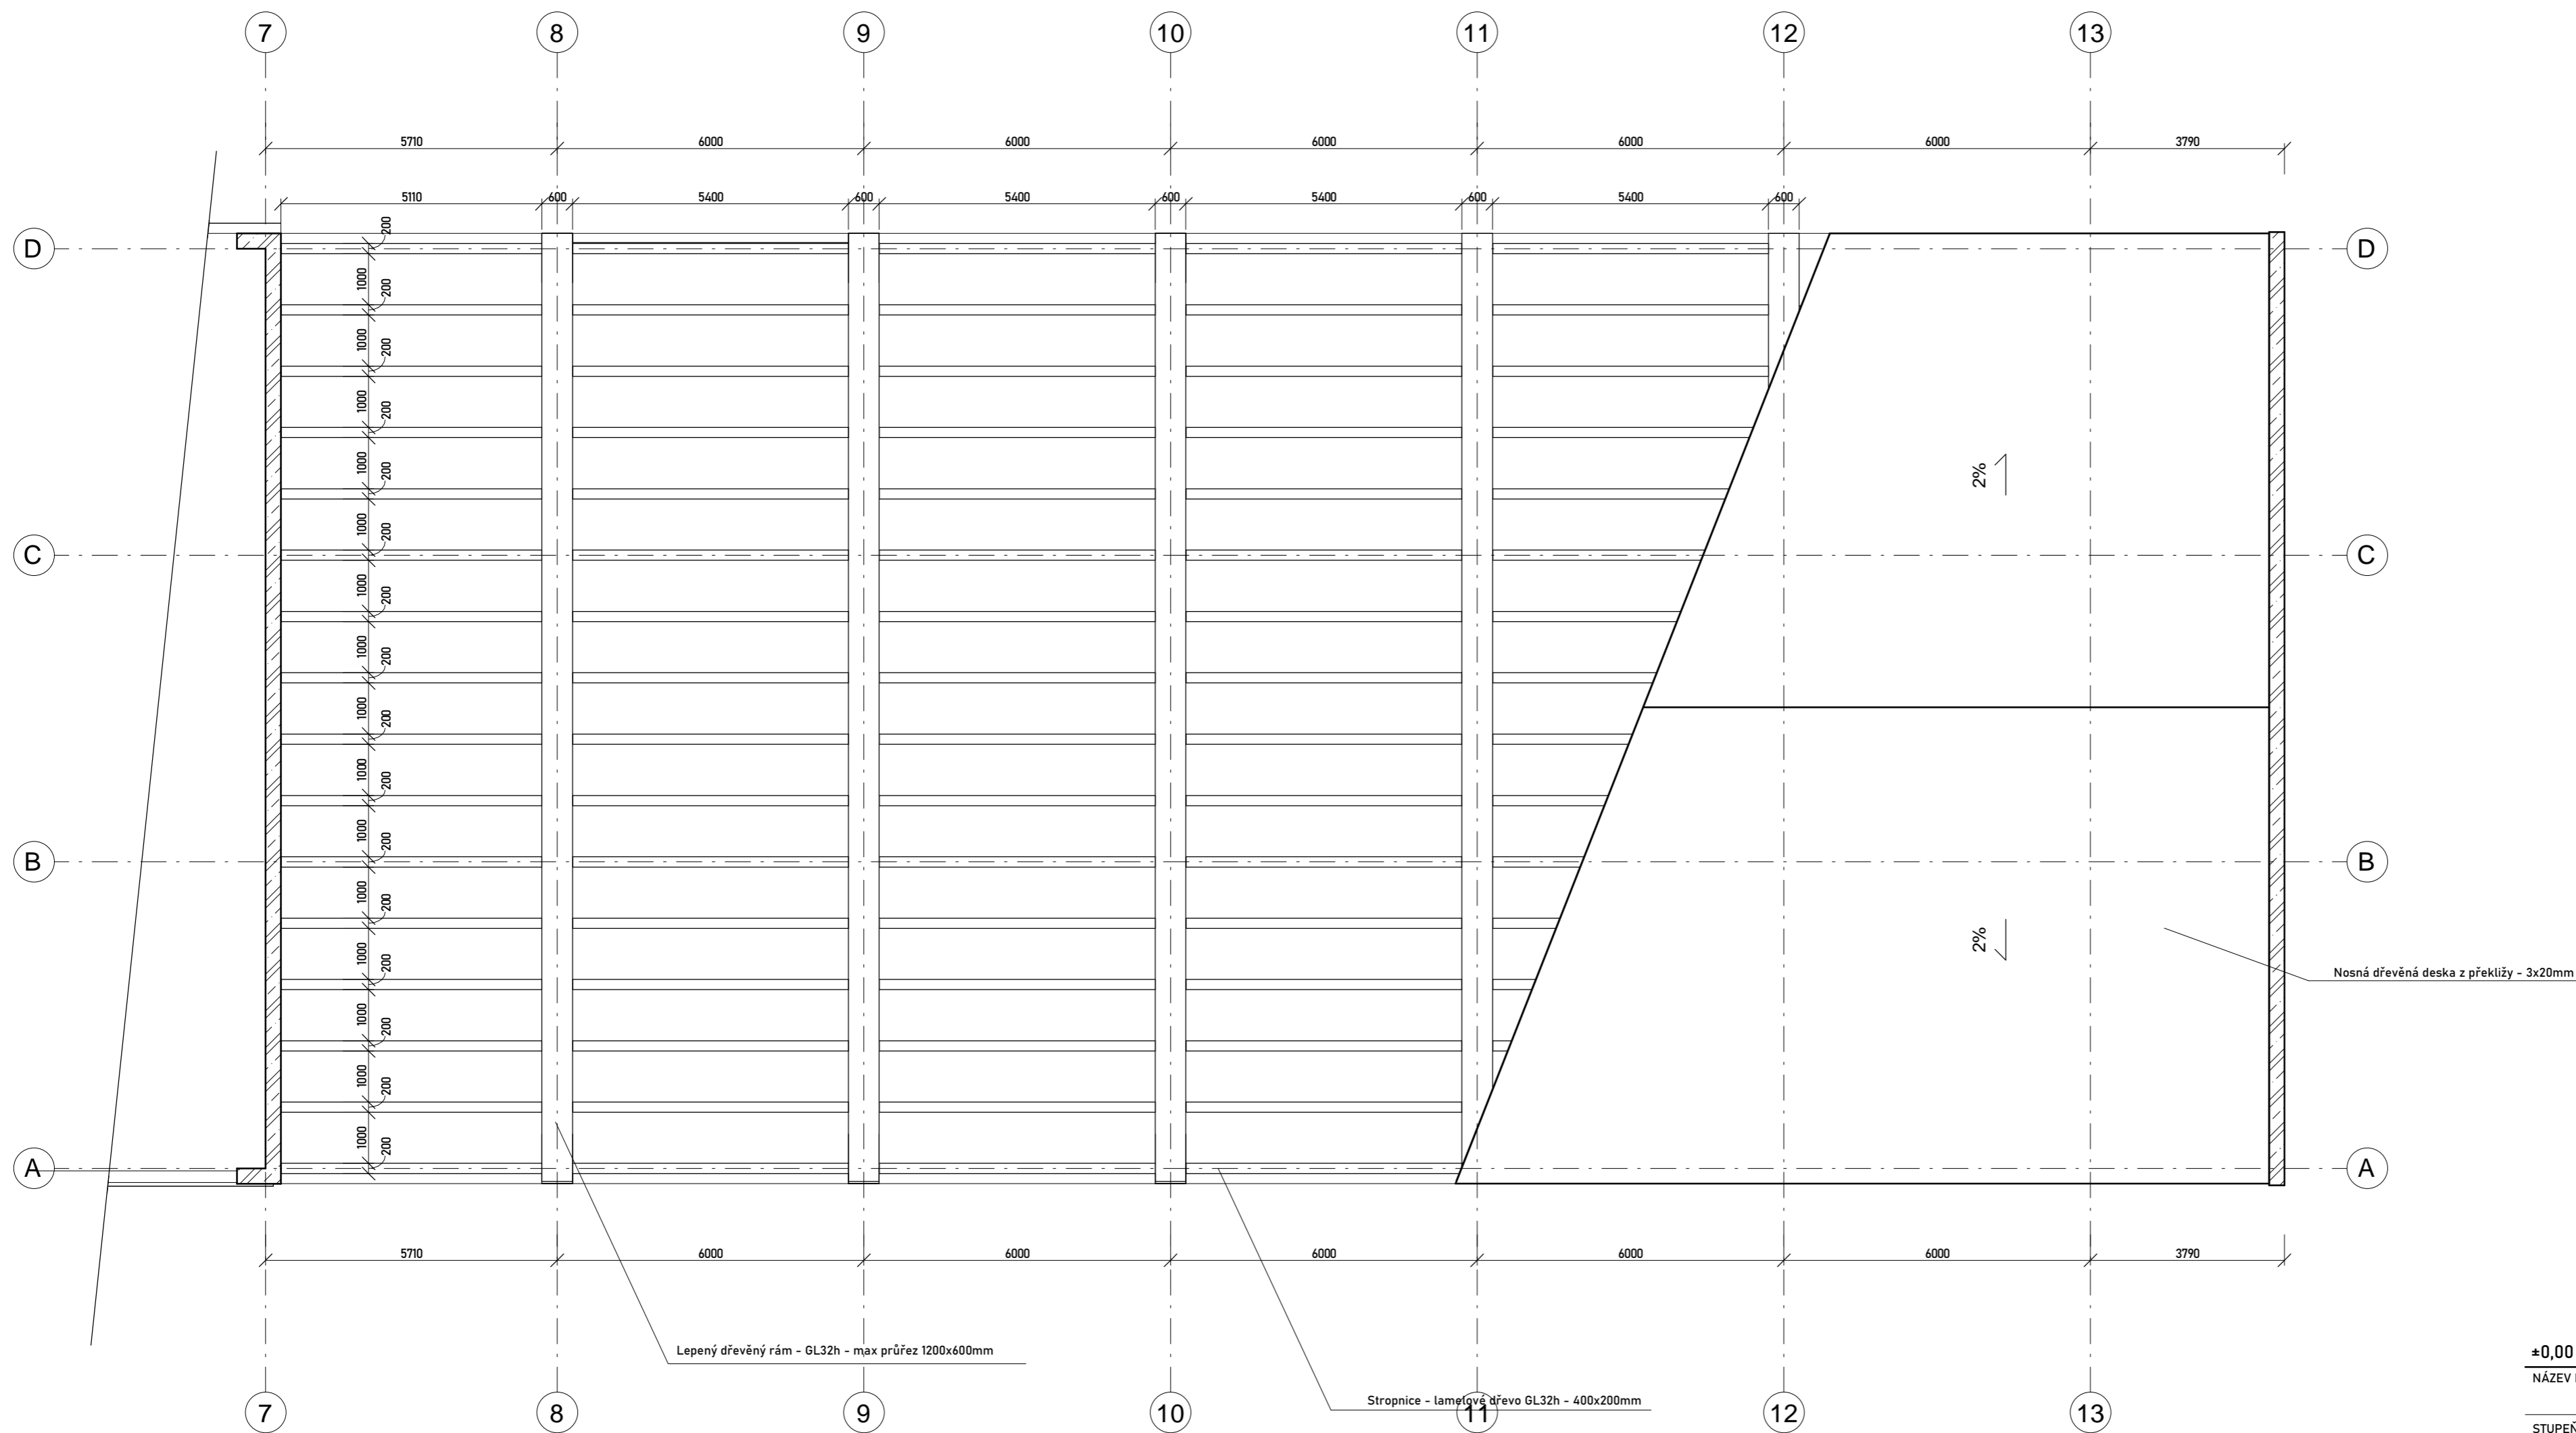 7 8 9 10 11 12 13
5710 6000 6000 6000 6000 6000 3790
5110 600 5400 600 5400 600 5400 600 5400 600
200
D D
1000
200
1000
200
1000
200
1000
200
2%
1000
200
C C
1000
200
1000
200
1000
200
1000
200
1000
200
B B
1000
200
1000
200
2%
Nosná dřevěná deska z překližy - 3x20mm
1000
200
1000
200
1000
200
A A
5710 6000 6000 6000 6000 6000 3790
Lepený dřevěný rám - GL32h - max průřez 1200x600mm
±0,00
NÁZEV
Stropnice - lamelové dřevo GL32h - 400x200mm
7 8 9 10 11 12 13
STUPEŇ